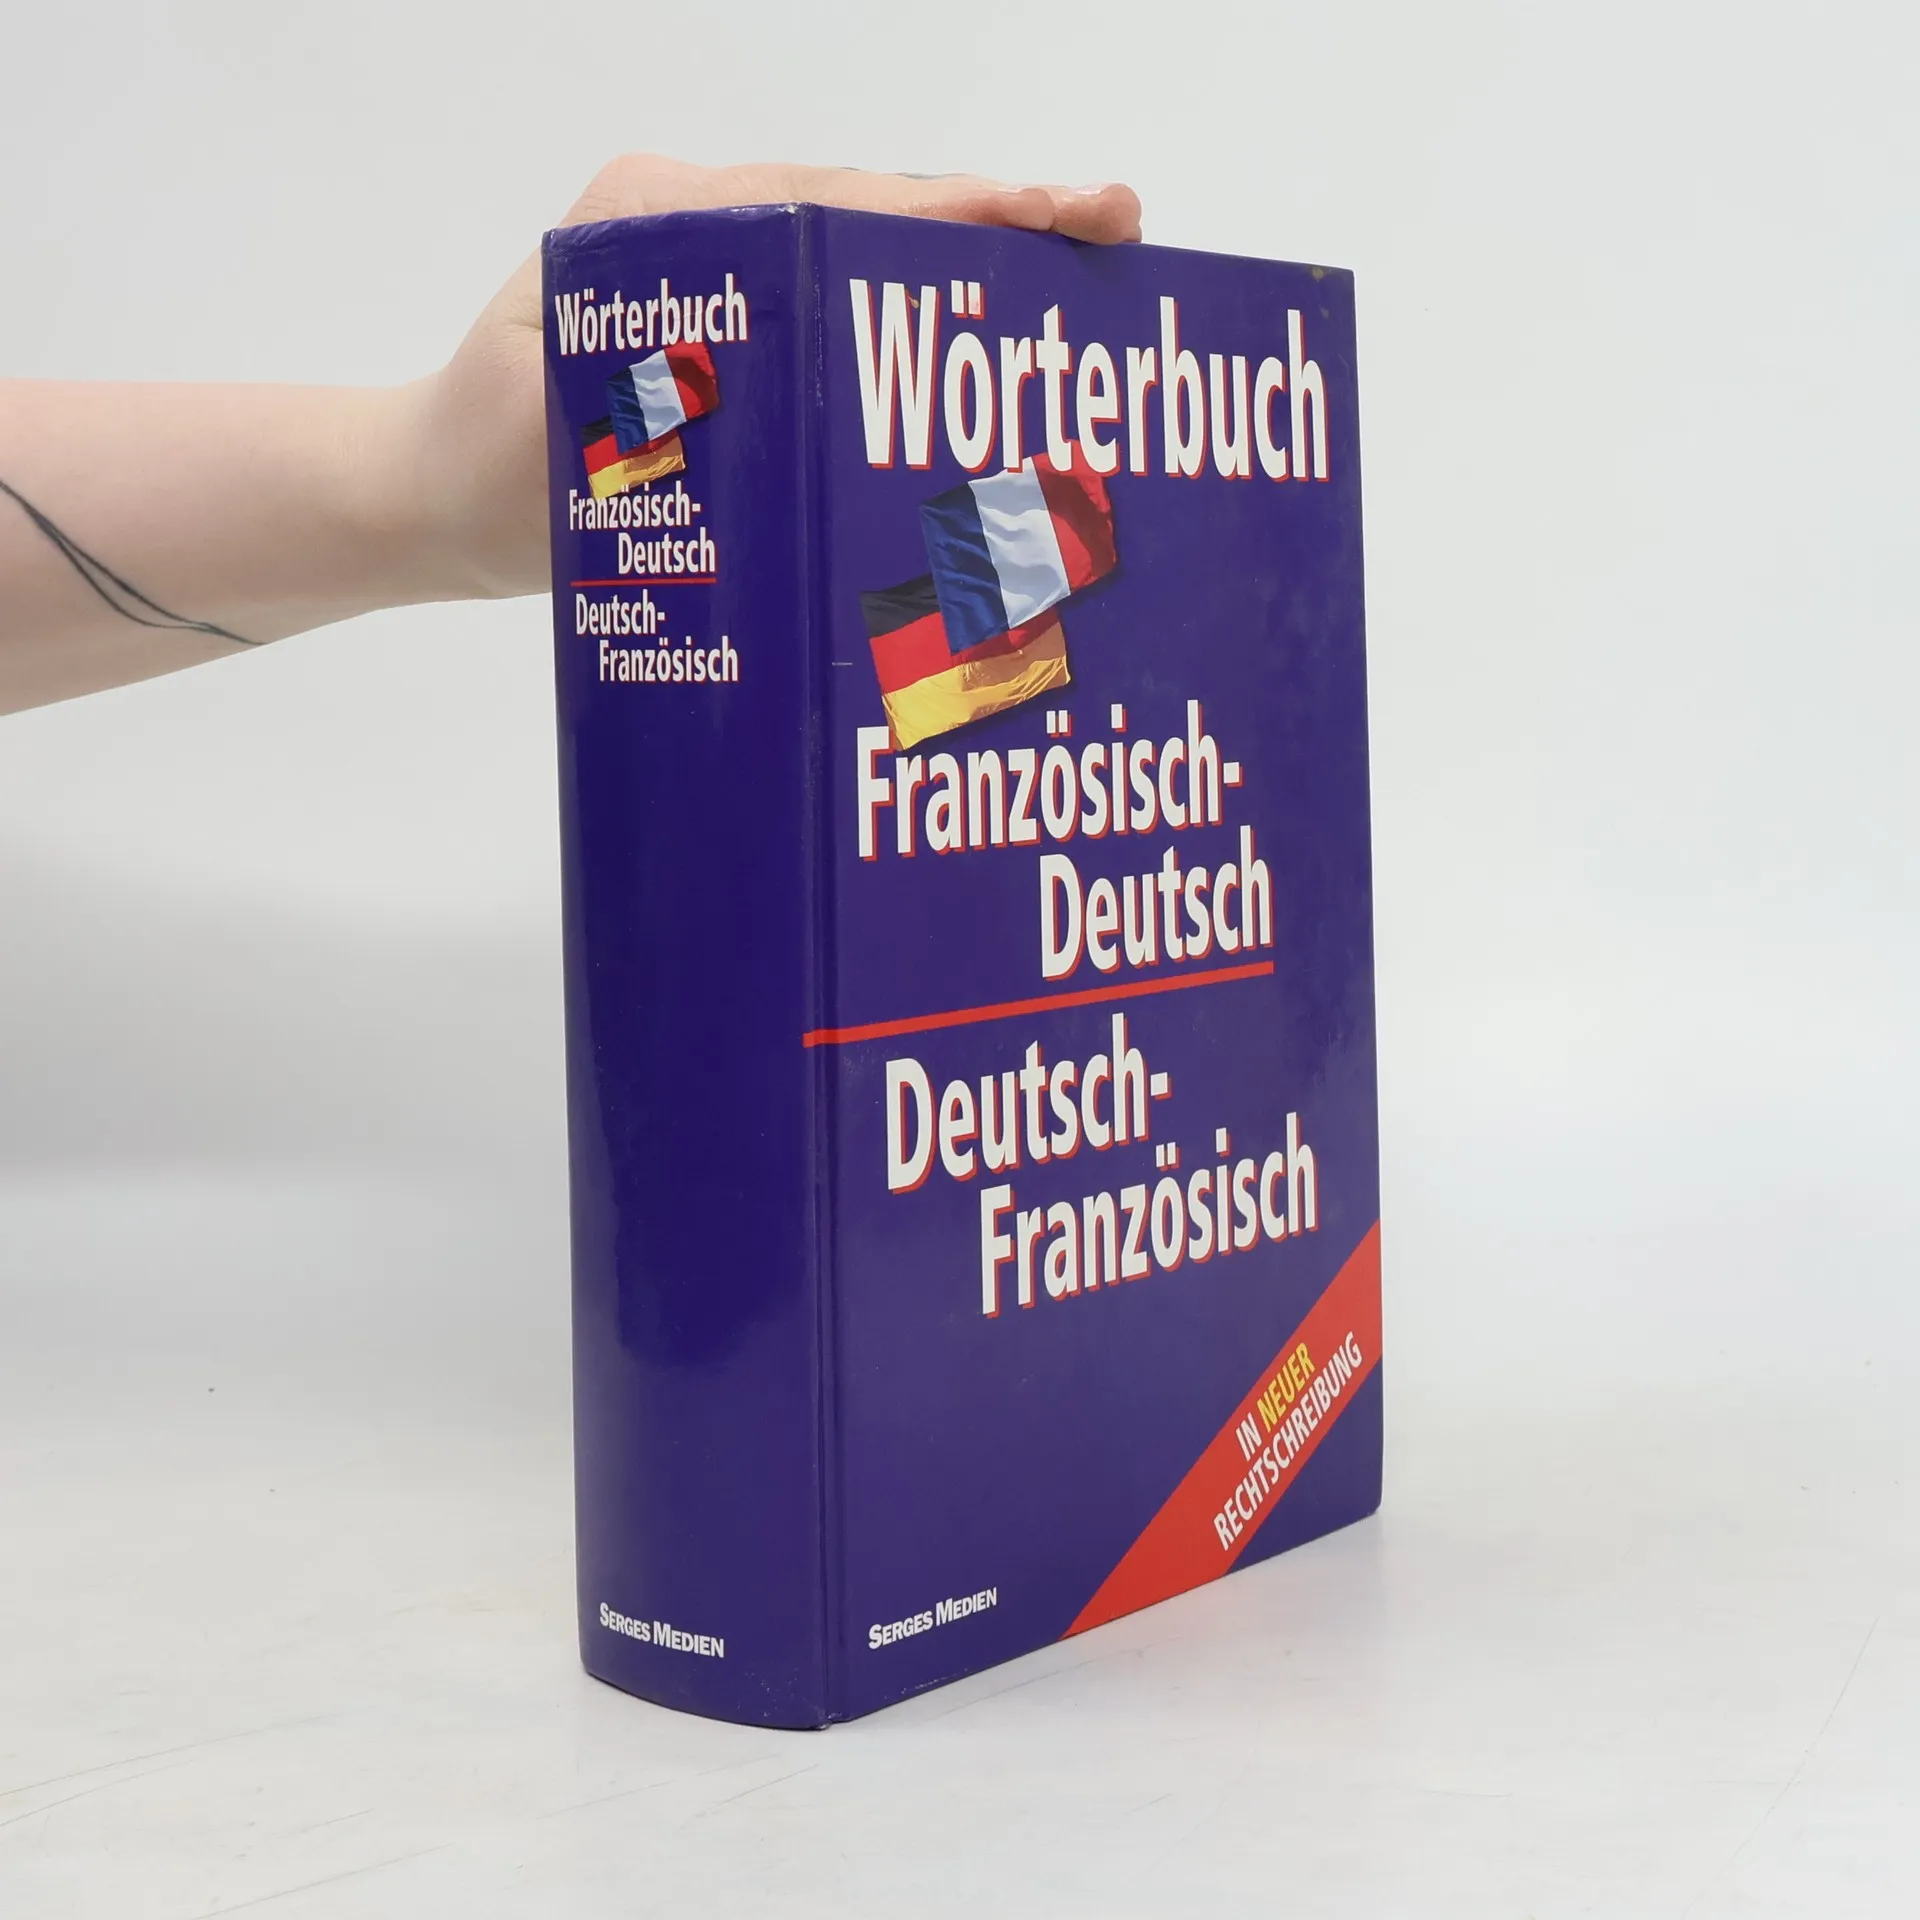 Wörterbuch
Französisch-
Deutsch
Deutsch-
Französisch
SERGES MEDIEN
Wörterbuch
Französisch-
Deutsch
Deutsch-
Französisch
IN NEUER
RECHTSCHREIBUNG
SERGES MEDIEN